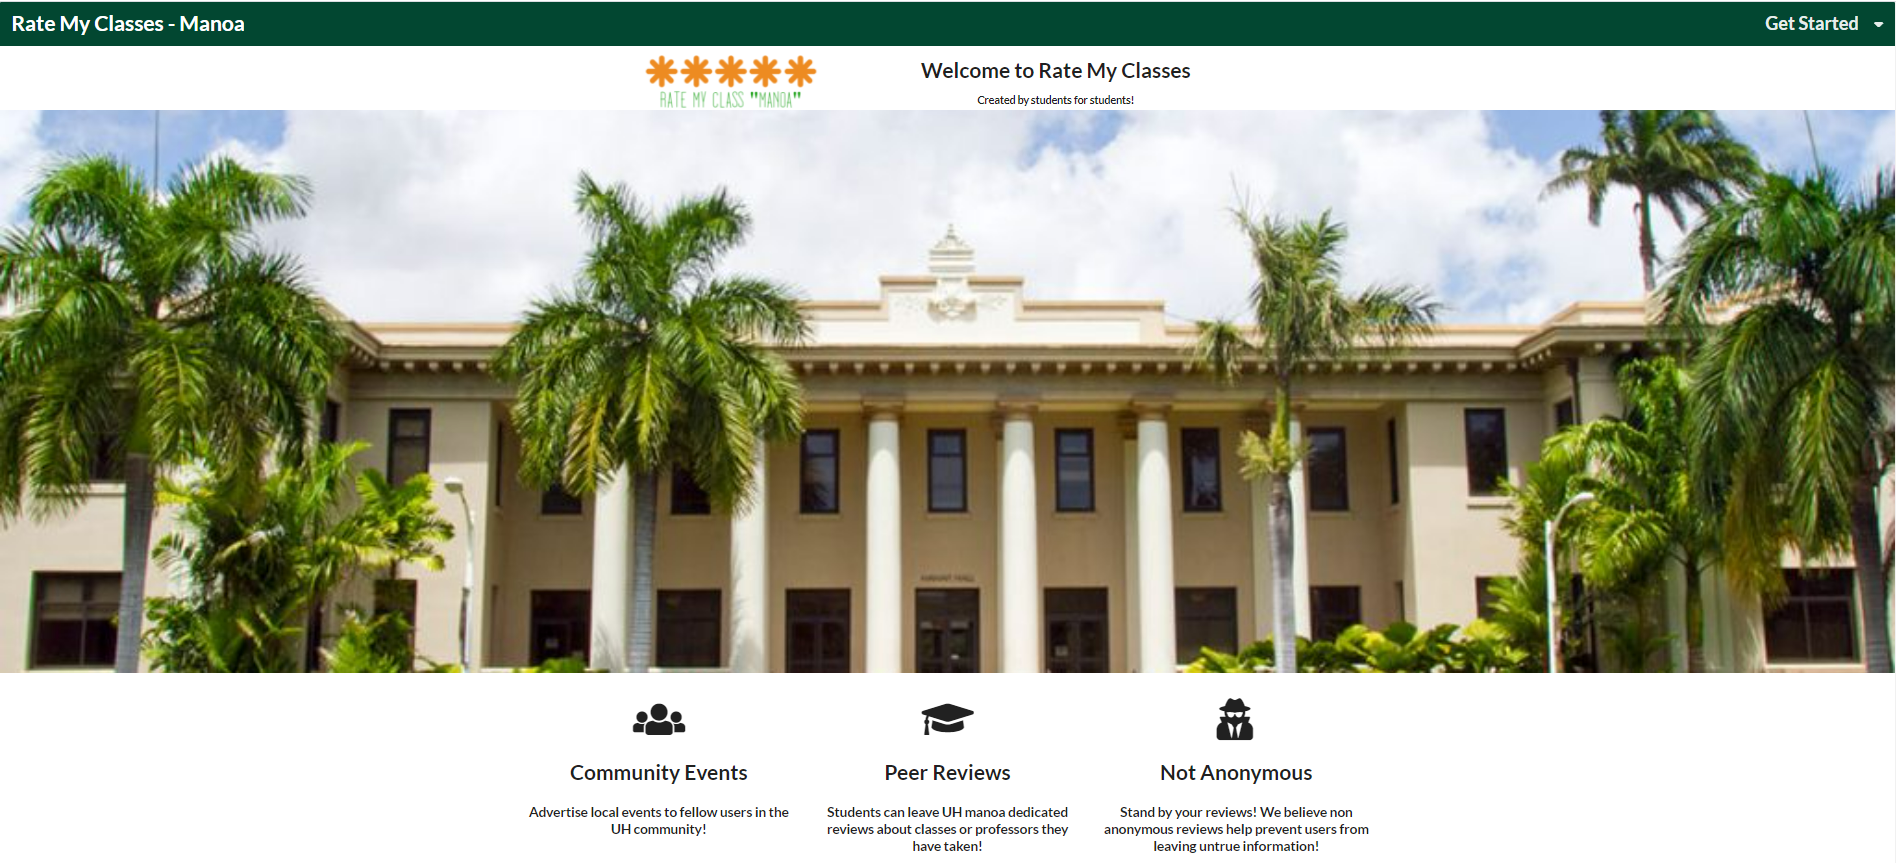 Rate My Classes - Manoa
Get Started
RATE MY CLASS "MANOA"
Welcome to Rate My Classes
Created by students for students!
HAWAII HALL
Community Events
Advertise local events to fellow users in the
UH community!
Peer Reviews
Students can leave UH manoa dedicated
reviews about classes or professors they
have taken!
Not Anonymous
Stand by your reviews! We believe non
anonymous reviews help prevent users from
leaving untrue information!